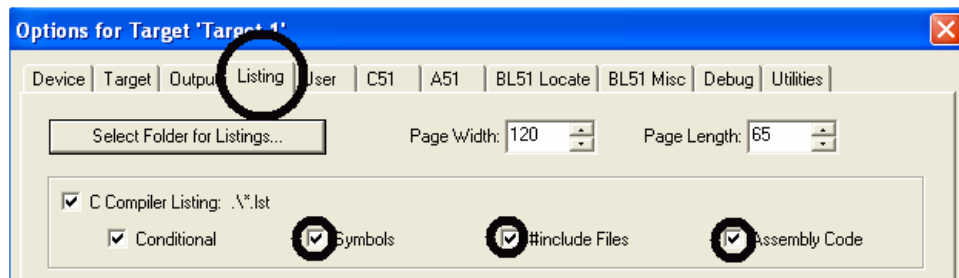 Options for Target 'Target 1'
Device Target Output Listing User C51 A51 BL51 Locate BL51 Misc Debug Utilities
Select Folder for Listings... Page Width: 120 Page Length: 65
C Compiler Listing: .\*.lst
Conditional Symbols #include Files Assembly Code